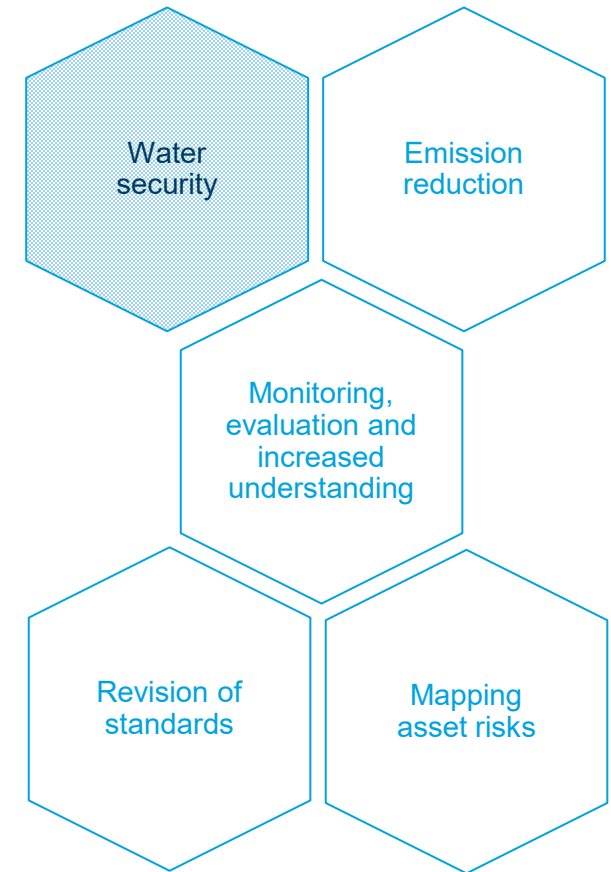 Water
security
Emission
reduction
Monitoring,
evaluation and
increased
understanding
Revision of
standards
Mapping
asset risks